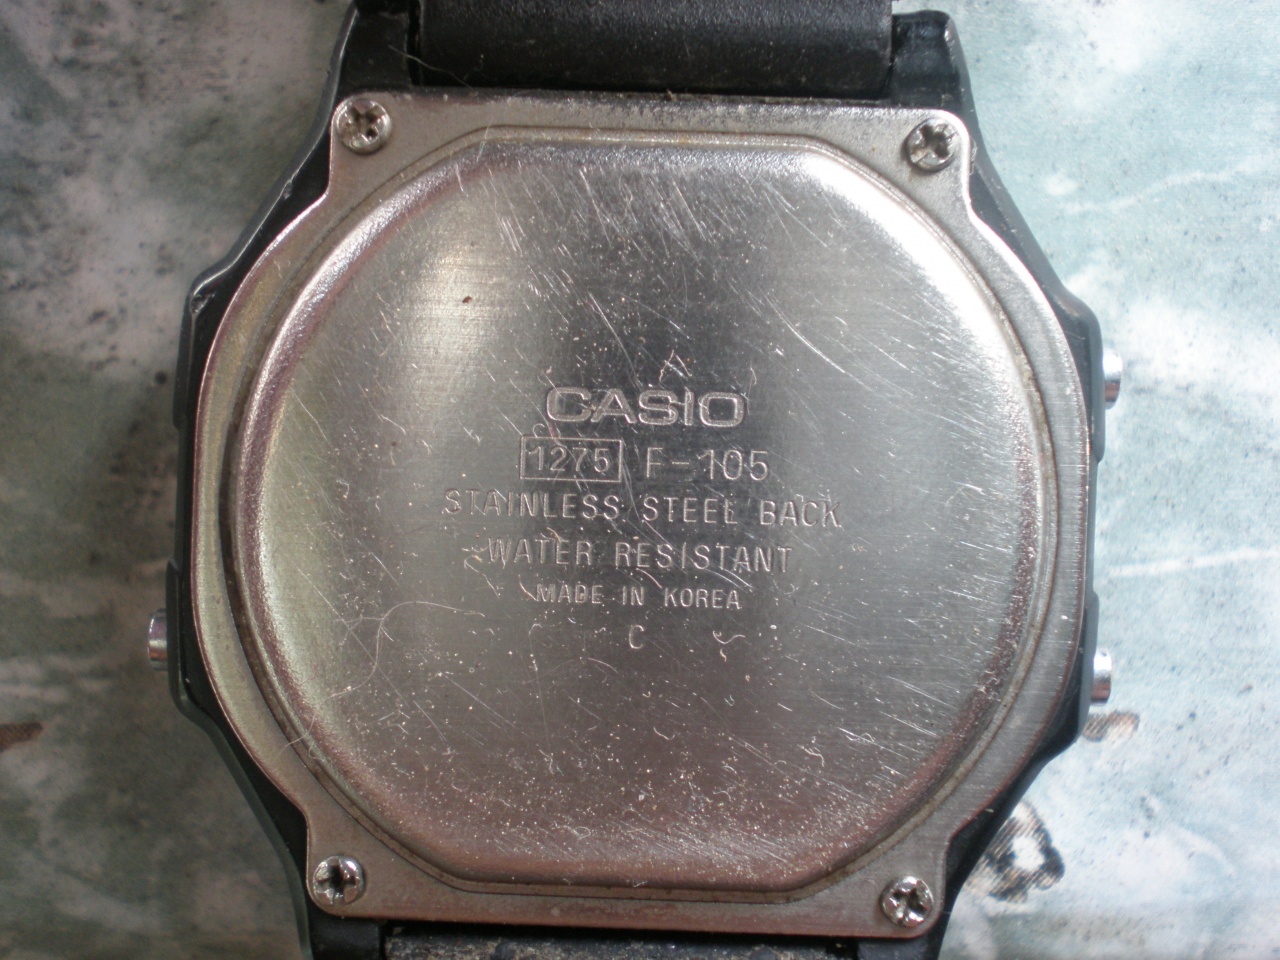 CASIO
1275 F-105
STAINLESS STEEL BACK
WATER RESISTANT
MADE IN KOREA
C